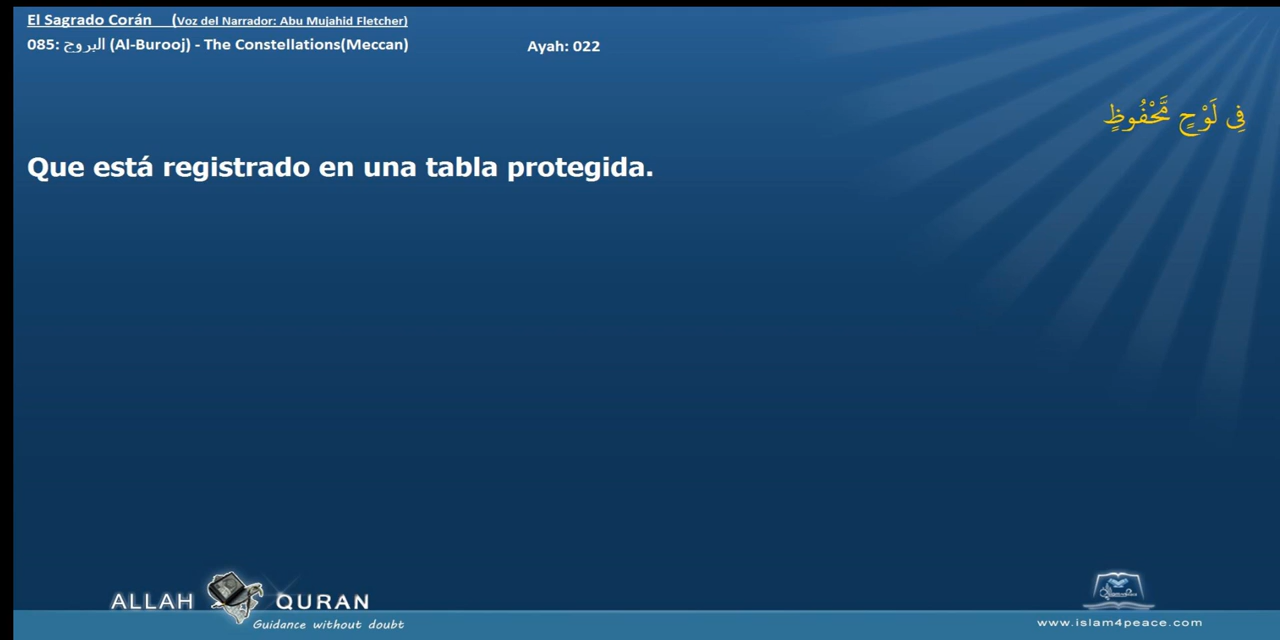 El Sagrado Corán (Voz del Narrador: Abu Mujahid Fletcher)
085: البروج (Al-Burooj) - The Constellations(Meccan) Ayah: 022
فِى لَوْحٍ مَّحْفُوظٍ
Que está registrado en una tabla protegida.
ALLAH QURAN
Guidance without doubt
www.islam4peace.com